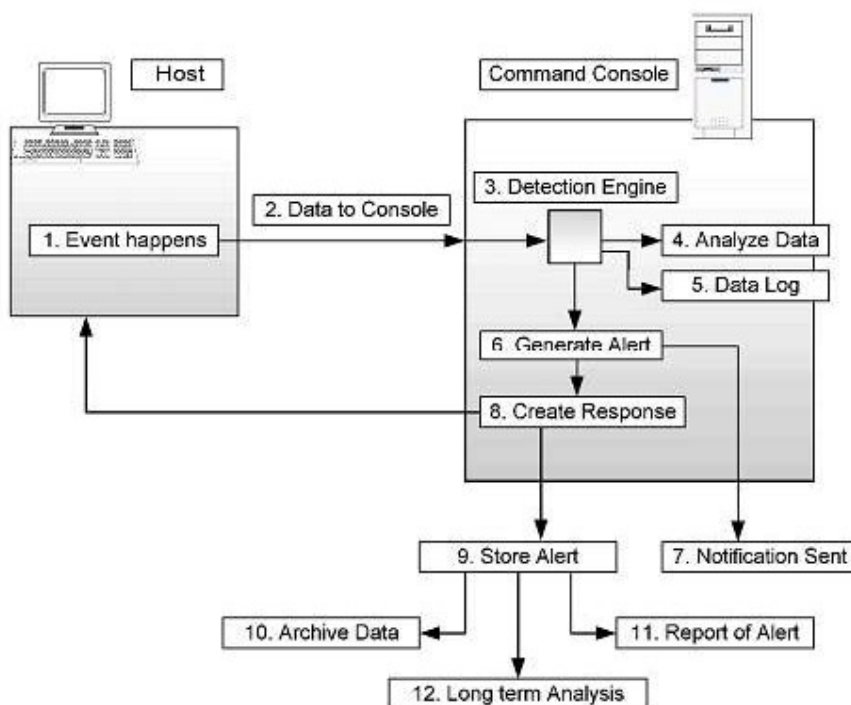 Host
Command Console
3. Detection Engine
2. Data to Console
1. Event happens
4. Analyze Data
5. Data Log
6. Generate Alert
8. Create Response
9. Store Alert
7. Notification Sent
10. Archive Data
11. Report of Alert
12. Long term Analysis